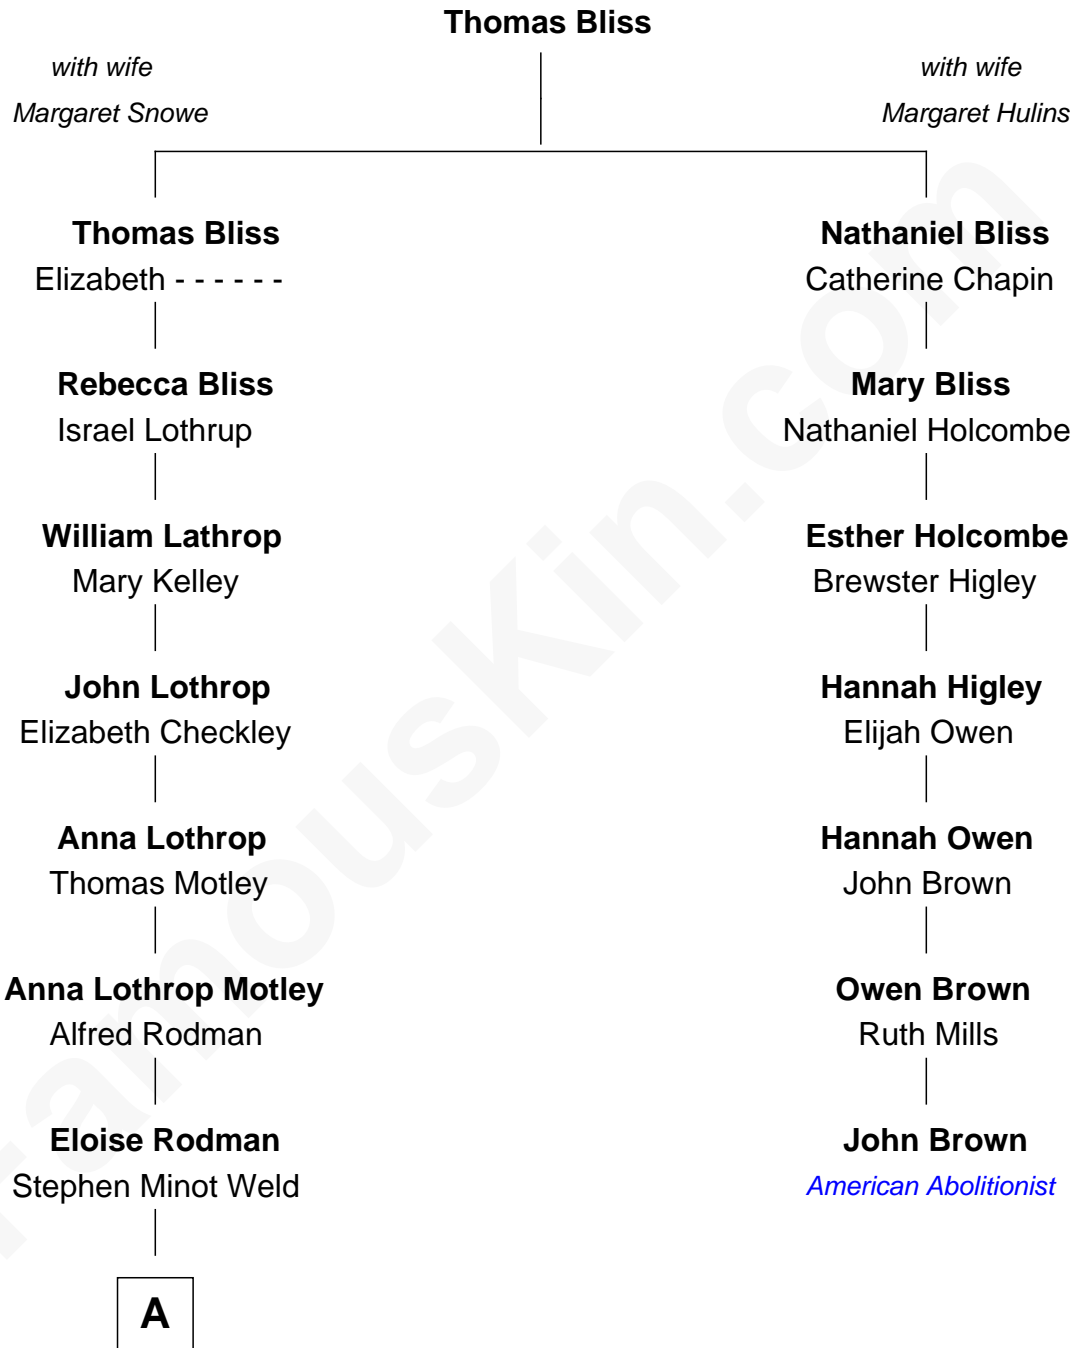 Thomas Bliss
with wife
Margaret Snowe
with wife
Margaret Hulins
Thomas Bliss
Elizabeth - - - - - -
Nathaniel Bliss
Catherine Chapin
Rebecca Bliss
Israel Lothrup
Mary Bliss
Nathaniel Holcombe
William Lathrop
Mary Kelley
Esther Holcombe
Brewster Higley
John Lothrop
Elizabeth Checkley
Hannah Higley
Elijah Owen
Anna Lothrop
Thomas Motley
Hannah Owen
John Brown
Anna Lothrop Motley
Alfred Rodman
Owen Brown
Ruth Mills
Eloise Rodman
Stephen Minot Weld
John Brown
American Abolitionist
A
FamousKin.com